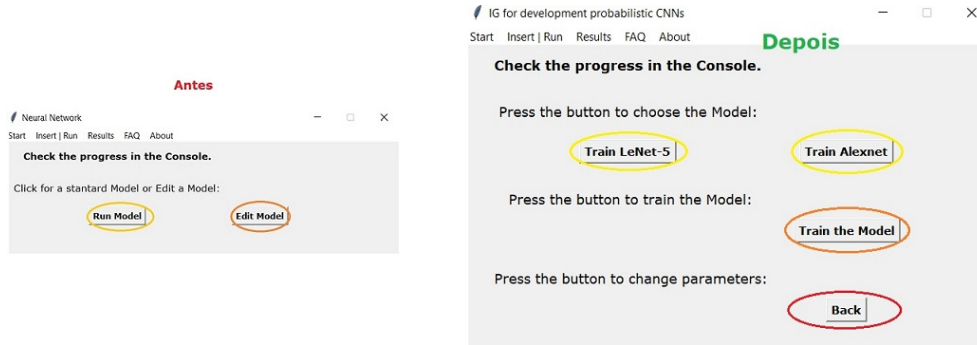 Antes
Neural Network
Start Insert | Run Results FAQ About
Check the progress in the Console.
Click for a stantard Model or Edit a Model:
Run Model Edit Model
IG for development probabilistic CNNs
Start Insert | Run Results FAQ About
Depois
Check the progress in the Console.
Press the button to choose the Model:
Train LeNet-5 Train Alexnet
Press the button to train the Model:
Train the Model
Press the button to change parameters:
Back